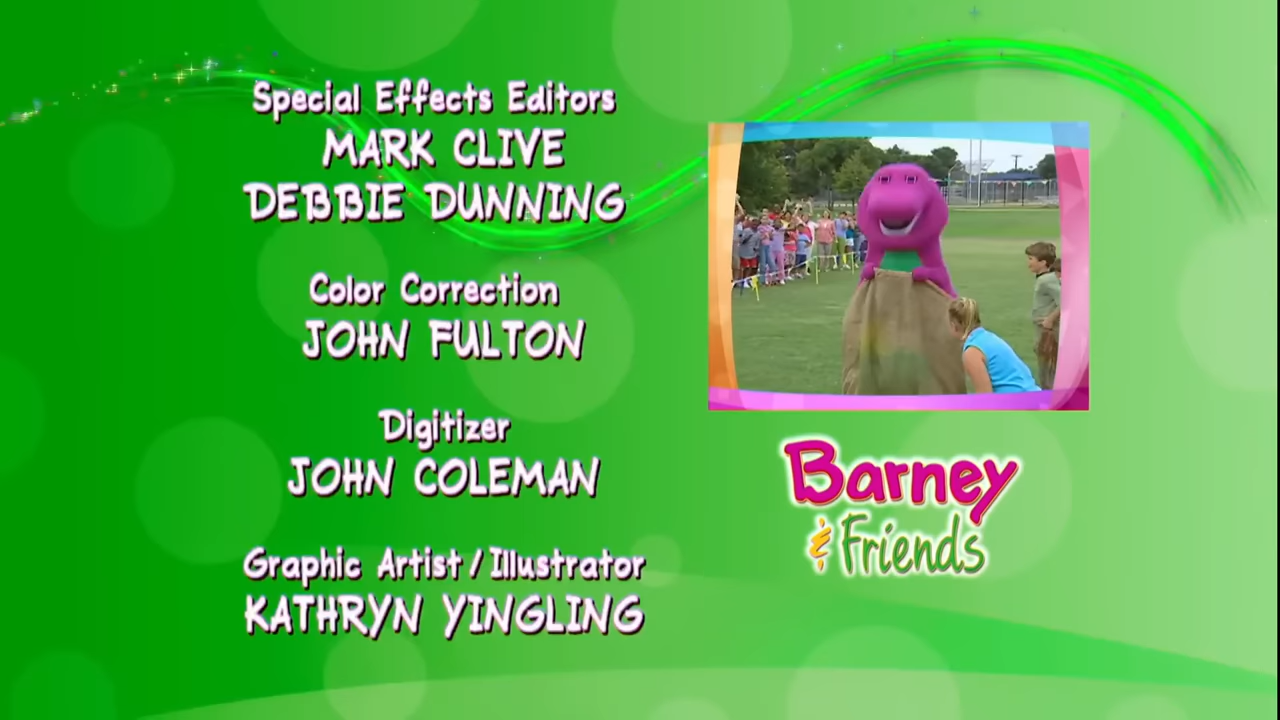 Special Effects Editors
MARK CLIVE
DEBBIE DUNNING
Color Correction
JOHN FULTON
Digitizer
JOHN COLEMAN
Graphic Artist / Illustrator
KATHRYN YINGLING
Barney
& Friends